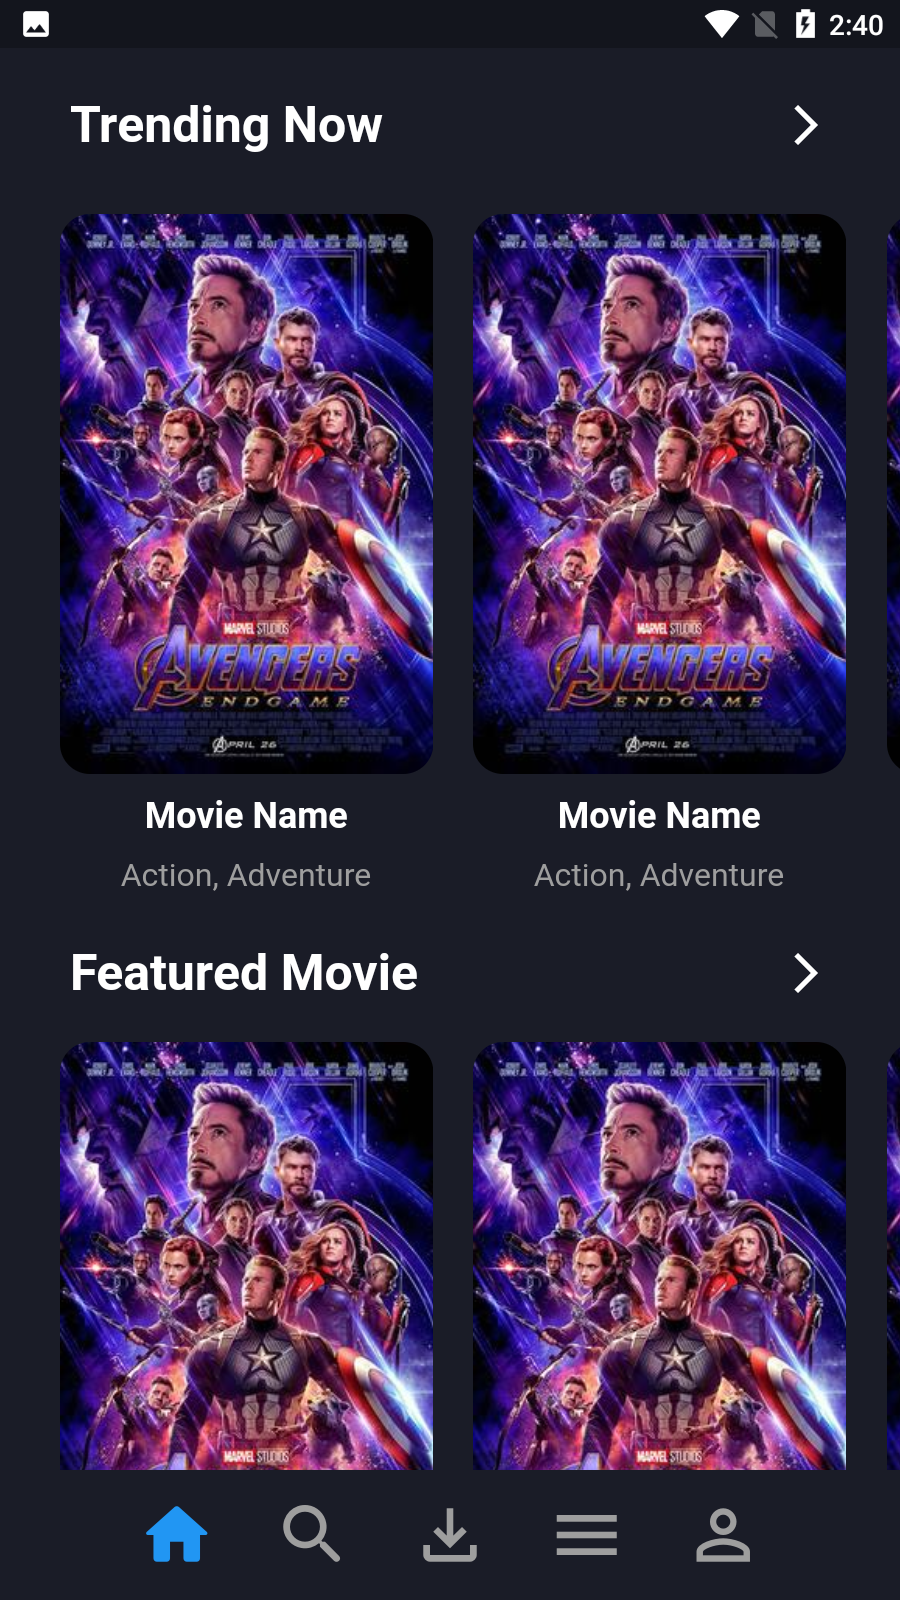 2:40
Trending Now
MARVEL STUDIOS
AVENGERS
ENDGAME
APRIL 26
MARVEL STUDIOS
AVENGERS
ENDGAME
APRIL 26
Movie Name
Movie Name
Action, Adventure
Action, Adventure
Featured Movie
MARVEL STUDIOS
MARVEL STUDIOS